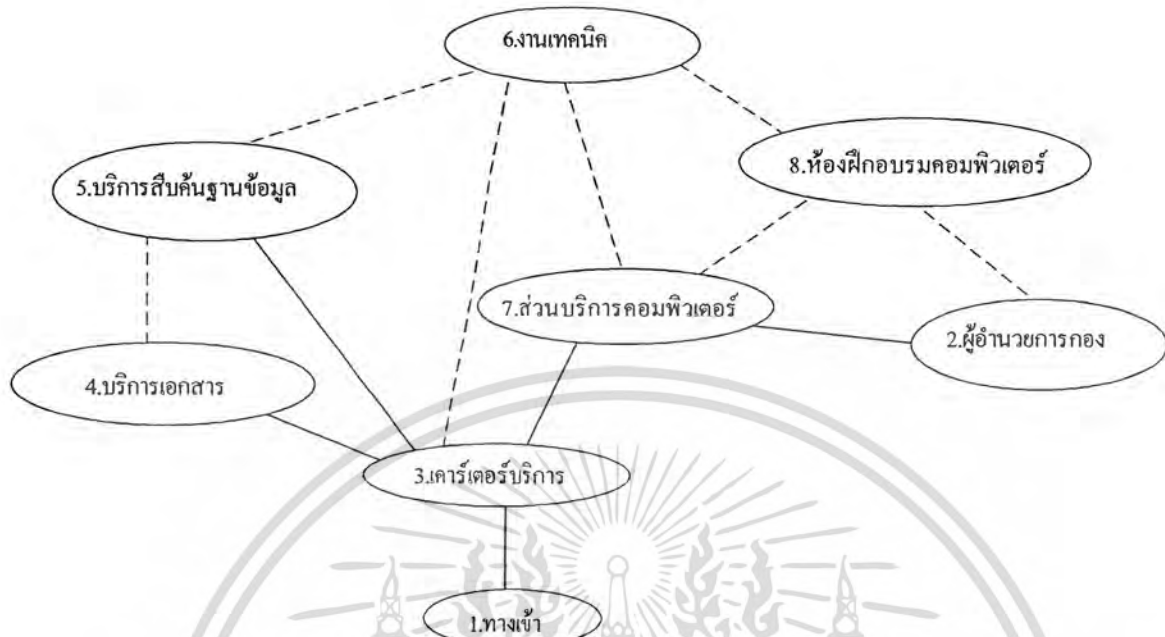 6.งานเทคนิค
5.บริการสืบค้นฐานข้อมูล
8.ห้องฝึกอบรมคอมพิวเตอร์
7.ส่วนบริการคอมพิวเตอร์
2.ผู้อำนวยการกอง
4.บริการเอกสาร
3.เคาร์เตอร์บริการ
1.ทางเข้า